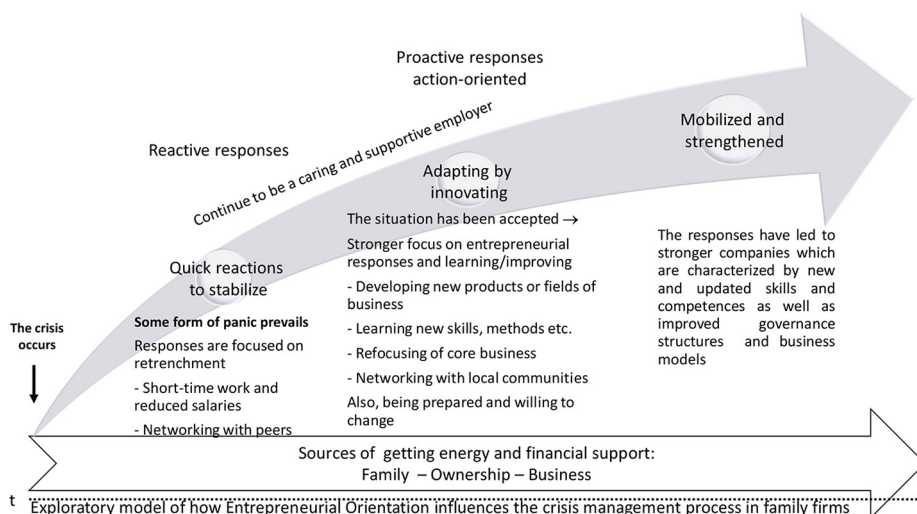 Proactive responses
action-oriented
Reactive responses
Continue to be a caring and supportive employer
Mobilized and
strengthened
Adapting by
innovating
The situation has been accepted →
Stronger focus on entrepreneurial
responses and learning/improving
- Developing new products or fields of
business
- Learning new skills, methods etc.
- Refocusing of core business
- Networking with local communities
Also, being prepared and willing to
change
The responses have led to
stronger companies which
are characterized by new
and updated skills and
competences as well as
improved governance
structures and business
models
Quick reactions
to stabilize
Some form of panic prevails
Responses are focused on
retrenchment
- Short-time work and
reduced salaries
- Networking with peers
The crisis
occurs
Sources of getting energy and financial support:
Family – Ownership – Business
t
Exploratory model of how Entrepreneurial Orientation influences the crisis management process in family firms